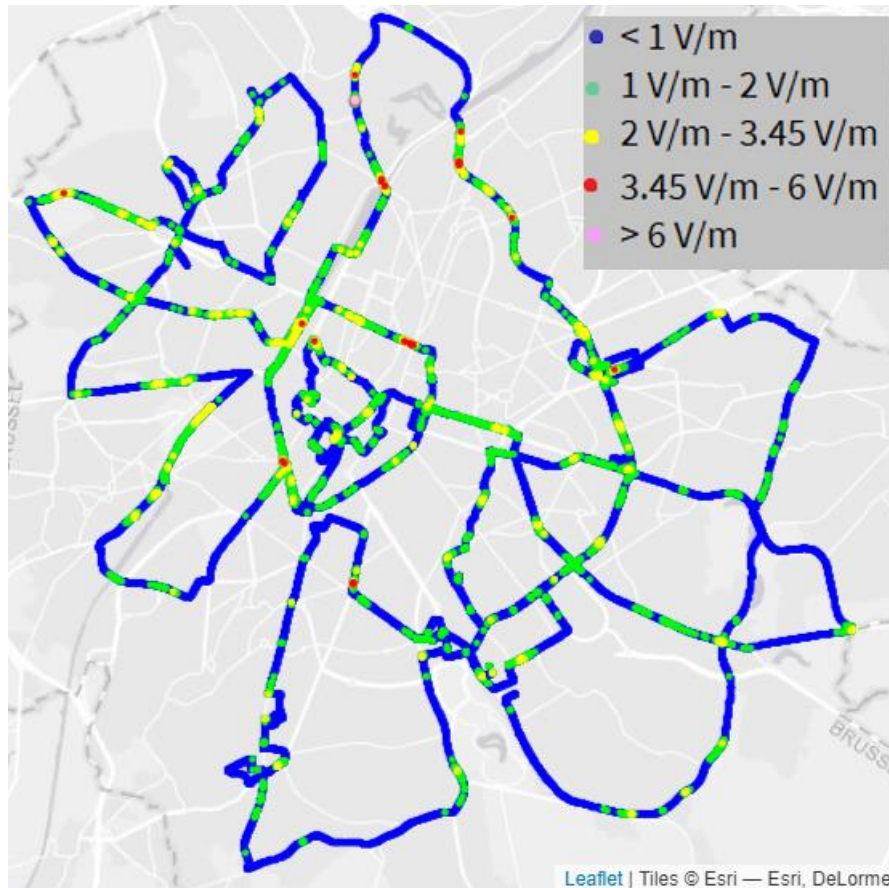 < 1 V/m
1 V/m - 2 V/m
2 V/m - 3.45 V/m
3.45 V/m - 6 V/m
> 6 V/m
Leaflet | Tiles © Esri — Esri, DeLorme